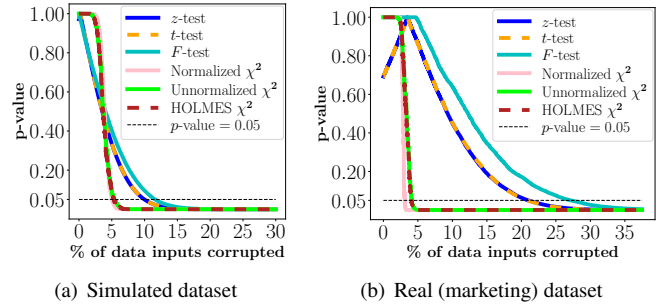 1.00
0.80
0.60
0.40
0.20
0.05
p-value
0 5 10 15 20 25 30
% of data inputs corrupted
z-test
t-test
F-test
Normalized χ²
Unnormalized χ²
HOLMES χ²
p-value = 0.05
(a) Simulated dataset
1.00
0.80
0.60
0.40
0.20
0.05
p-value
0 5 10 15 20 25 30 35
% of data inputs corrupted
z-test
t-test
F-test
Normalized χ²
Unnormalized χ²
HOLMES χ²
p-value = 0.05
(b) Real (marketing) dataset